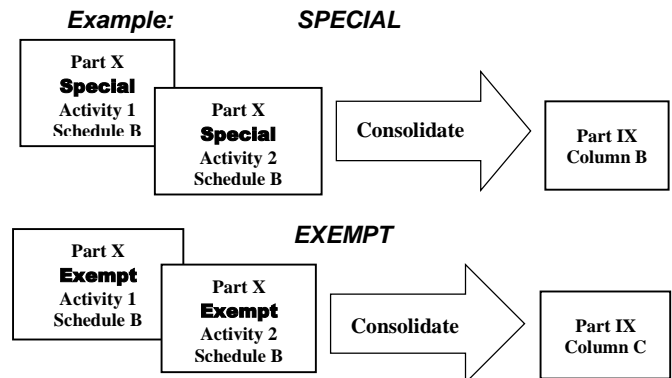 Example: SPECIAL
Part X
Special
Activity 1
Schedule B
Part X
Special
Activity 2
Schedule B
Consolidate
Part IX
Column B
EXEMPT
Part X
Exempt
Activity 1
Schedule B
Part X
Exempt
Activity 2
Schedule B
Consolidate
Part IX
Column C